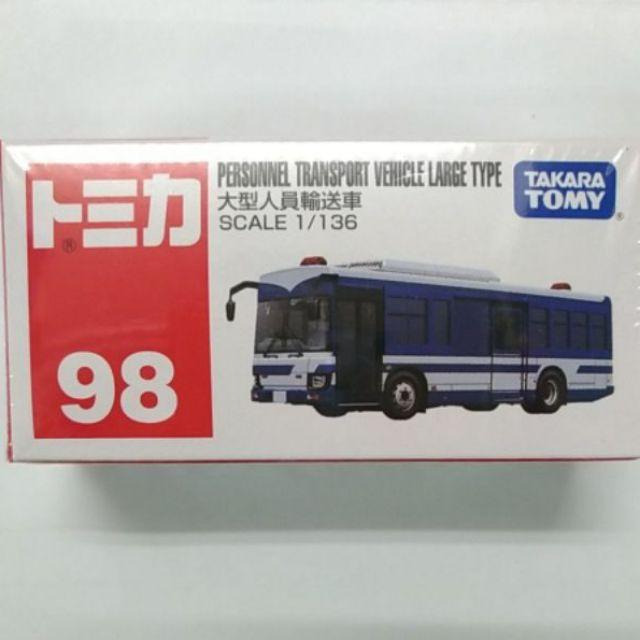 トミカ
®
98
PERSONNEL TRANSPORT VEHICLE LARGE TYPE
大型人員輸送車
SCALE 1/136
TAKARA
TOMY